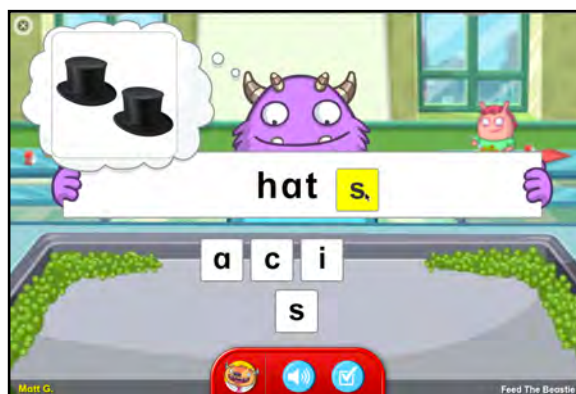 hat s
a c i
s
Matt G.
Feed The Beastie